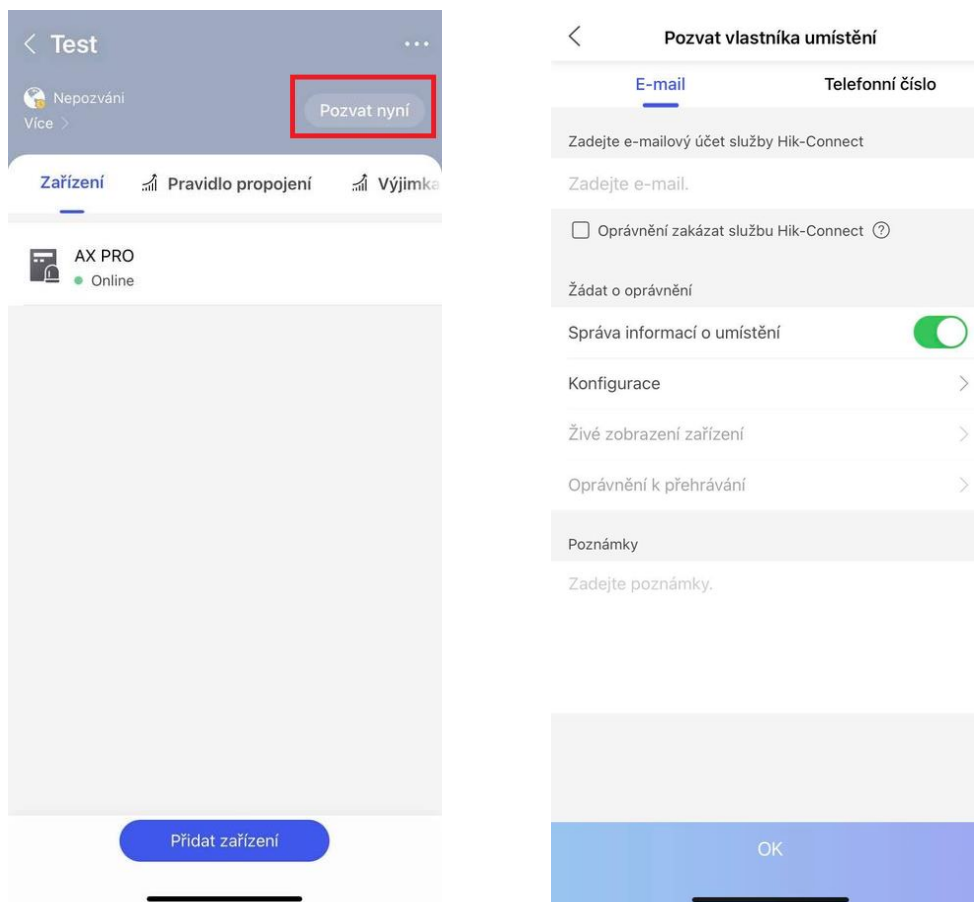 Test
Nepozváni
Více
Pozvat nyní
Zařízení
Pravidlo propojení
Výjimka
AX PRO
Online
Přidat zařízení
Pozvat vlastníka umístění
E-mail
Telefonní číslo
Zadejte e-mailový účet služby Hik-Connect
Zadejte e-mail.
Oprávnění zakázat službu Hik-Connect
Žádat o oprávnění
Správa informací o umístění
Konfigurace
Živé zobrazení zařízení
Oprávnění k přehrávání
Poznámky
Zadejte poznámky.
OK